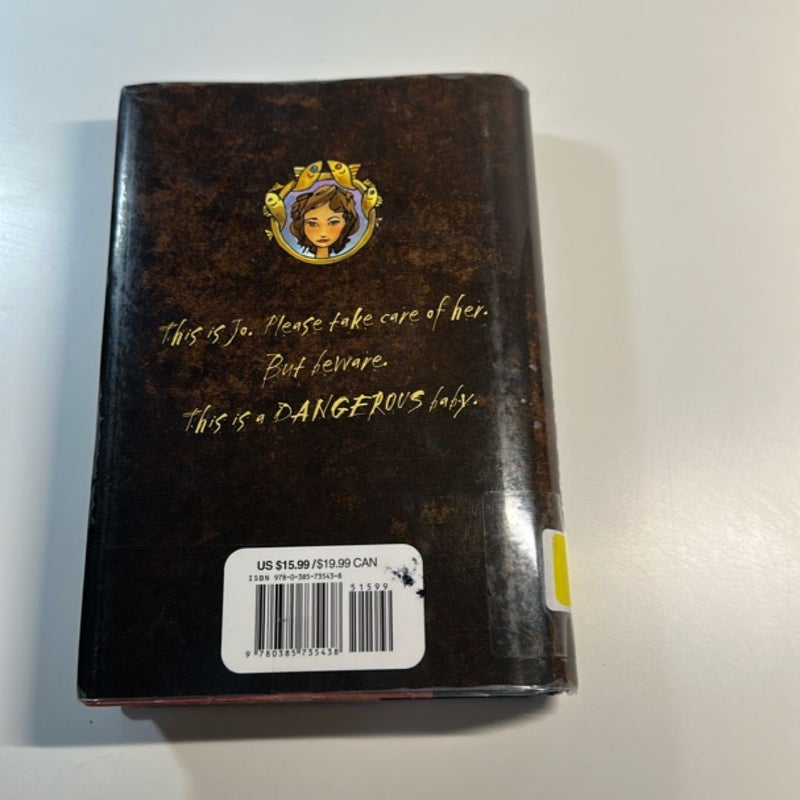 This is Jo. Please take care of her.
But beware.
This is a DANGEROUS baby.
US $15.99/$19.99 CAN
ISBN 978-0-385-73543-8
51599
9 780385 735438